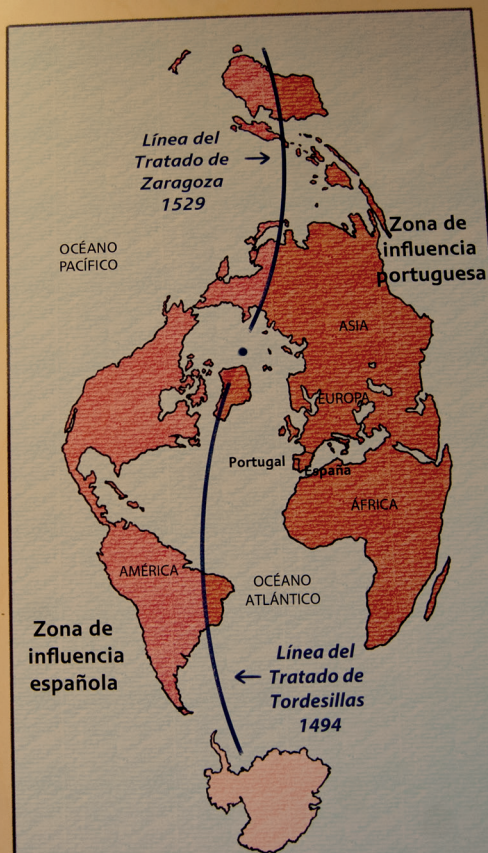 Línea del
Tratado de
Zaragoza
1529
OCÉANO
PACÍFICO
Zona de
influencia
portuguesa
ASIA
EUROPA
Portugal
España
ÁFRICA
AMÉRICA
OCÉANO
ATLÁNTICO
Zona de
influencia
española
Línea del
Tratado de
Tordesillas
1494